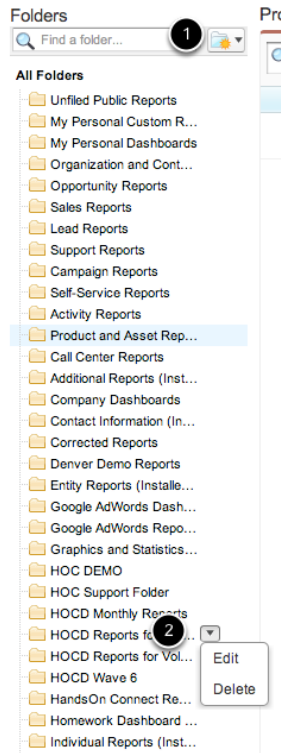 Folders
Pro
Find a folder...
1
All Folders
Unfiled Public Reports
My Personal Custom R...
My Personal Dashboards
Organization and Cont...
Opportunity Reports
Sales Reports
Lead Reports
Support Reports
Campaign Reports
Self-Service Reports
Activity Reports
Product and Asset Rep...
Call Center Reports
Additional Reports (Inst...
Company Dashboards
Contact Information (In...
Corrected Reports
Denver Demo Reports
Entity Reports (Installe...
Google AdWords Dash...
Google AdWords Repo...
Graphics and Statistics...
HOC DEMO
HOC Support Folder
HOCD Monthly Reports
2
HOCD Reports fo ...
Edit
HOCD Reports for Vol...
HOCD Wave 6
Delete
HandsOn Connect Re...
Homework Dashboard ...
Individual Reports (Inst...